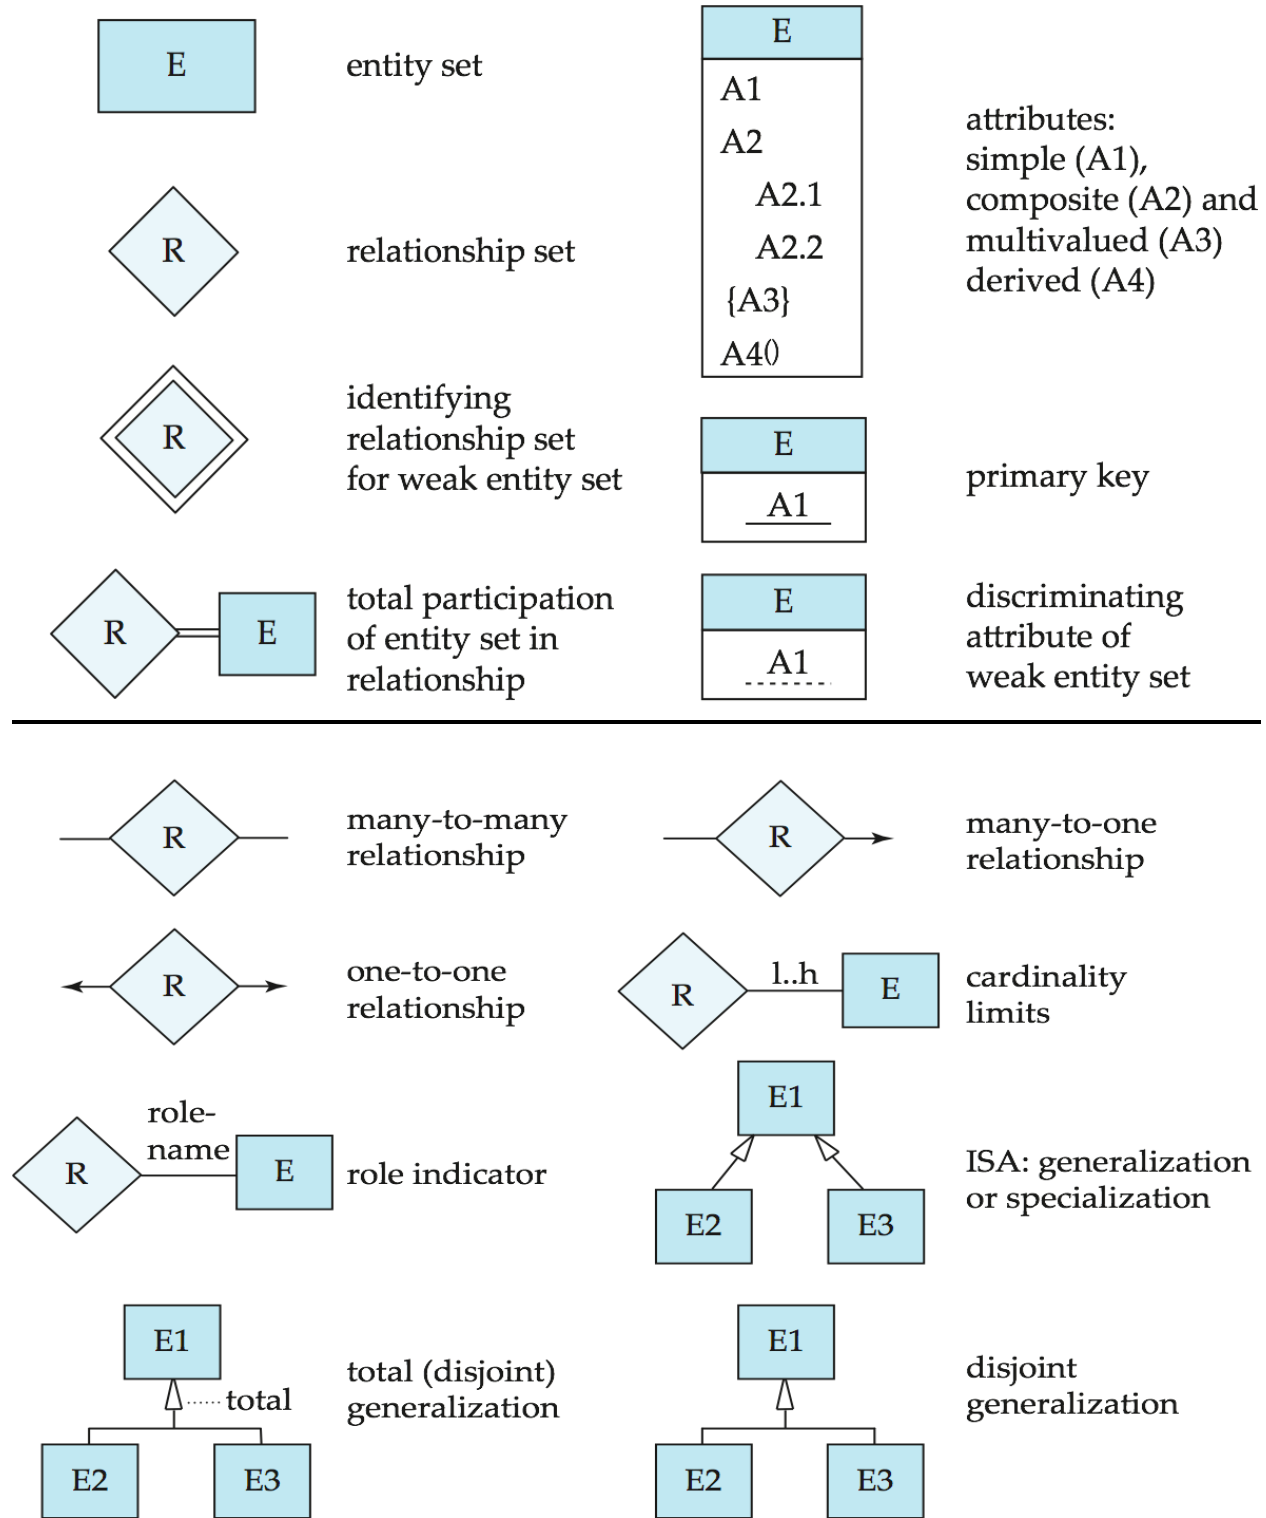 E
entity set
R
relationship set
R
identifying
relationship set
for weak entity set
R
E
total participation
of entity set in
relationship
E
A1
A2
A2.1
A2.2
{A3}
A4()
attributes:
simple (A1),
composite (A2) and
multivalued (A3)
derived (A4)
E
A1
primary key
E
A1
discriminating
attribute of
weak entity set
R
many-to-many
relationship
R
many-to-one
relationship
R
one-to-one
relationship
R
l..h
E
cardinality
limits
R
role-
name
E
role indicator
E1
E2
E3
ISA: generalization
or specialization
E1
total
E2
E3
total (disjoint)
generalization
E1
E2
E3
disjoint
generalization